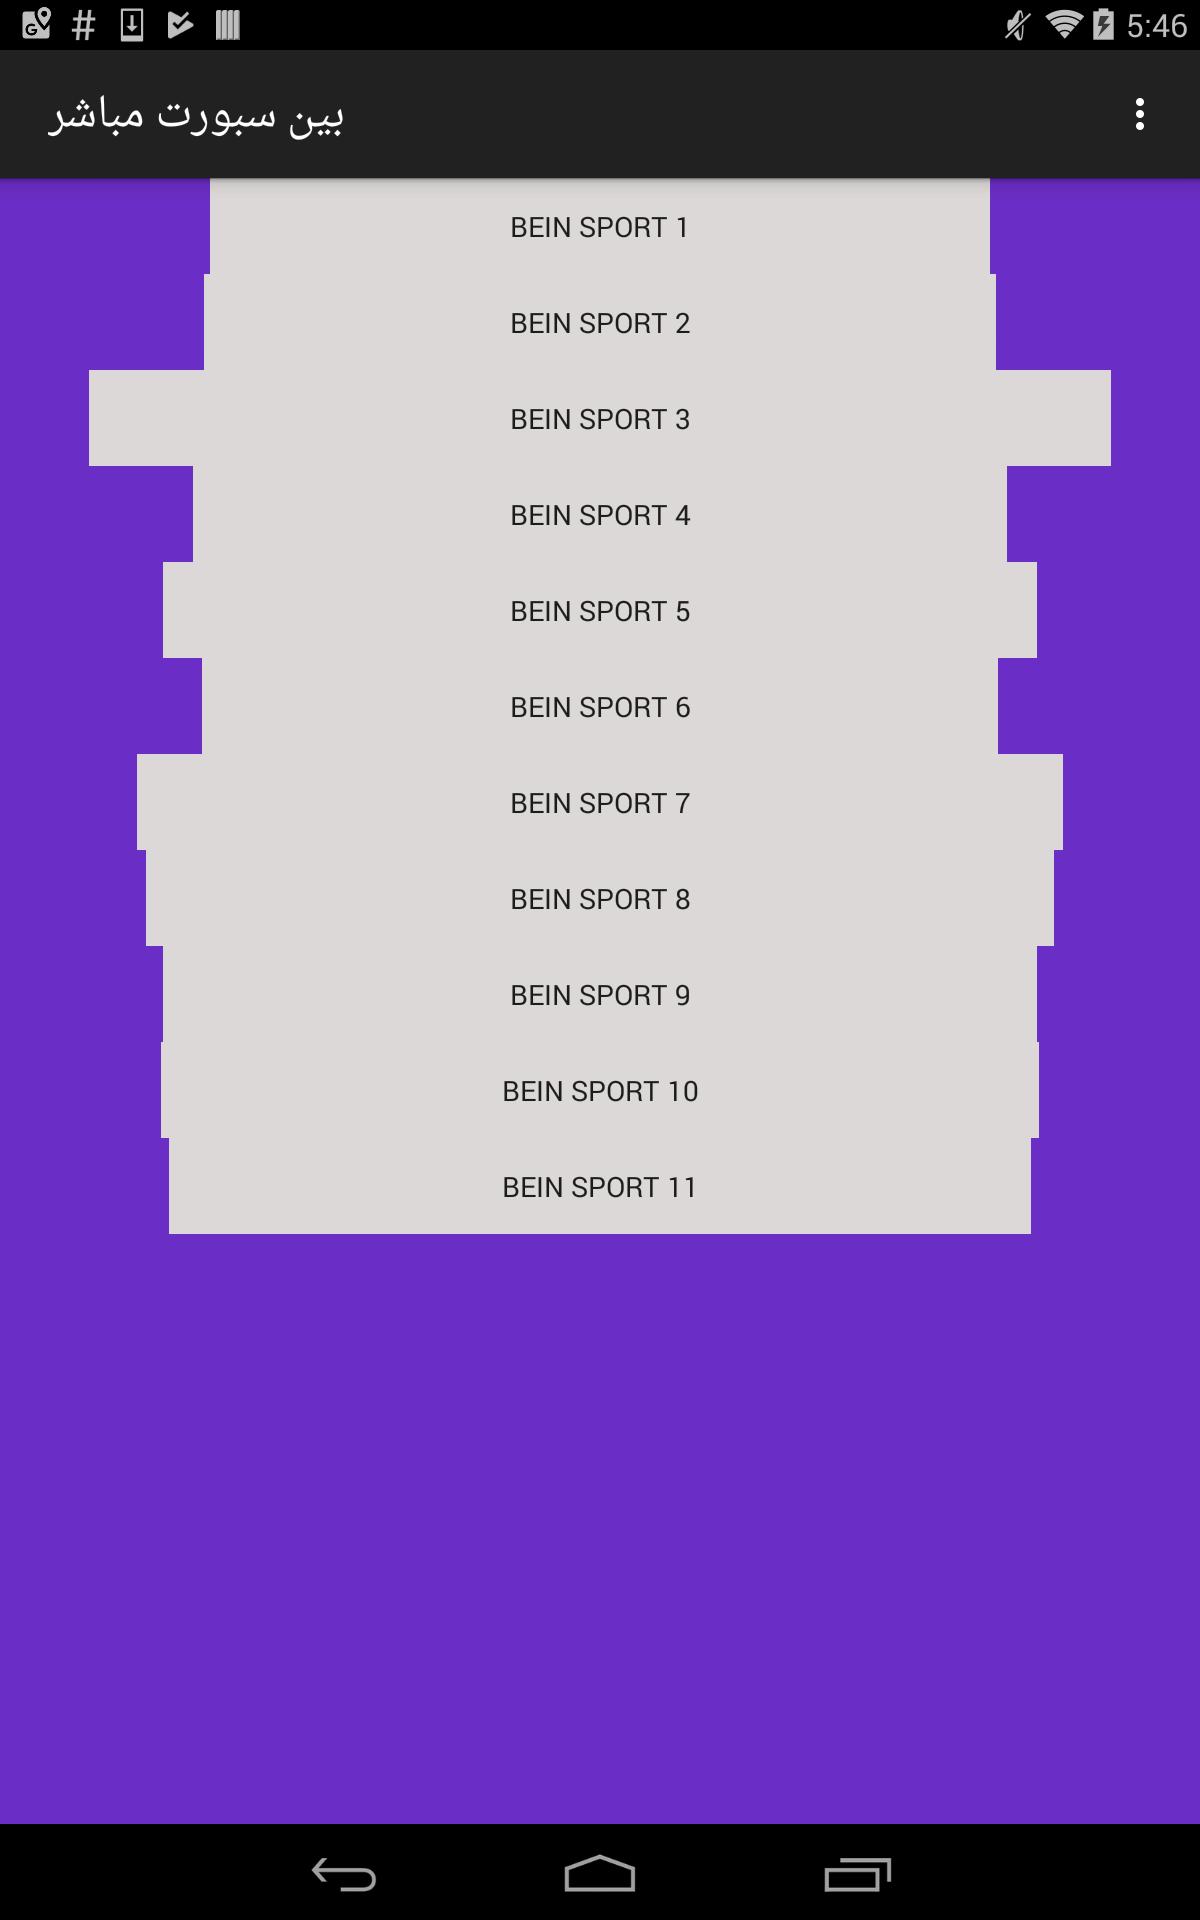 5:46
بين سبورت مباشر
BEIN SPORT 1
BEIN SPORT 2
BEIN SPORT 3
BEIN SPORT 4
BEIN SPORT 5
BEIN SPORT 6
BEIN SPORT 7
BEIN SPORT 8
BEIN SPORT 9
BEIN SPORT 10
BEIN SPORT 11